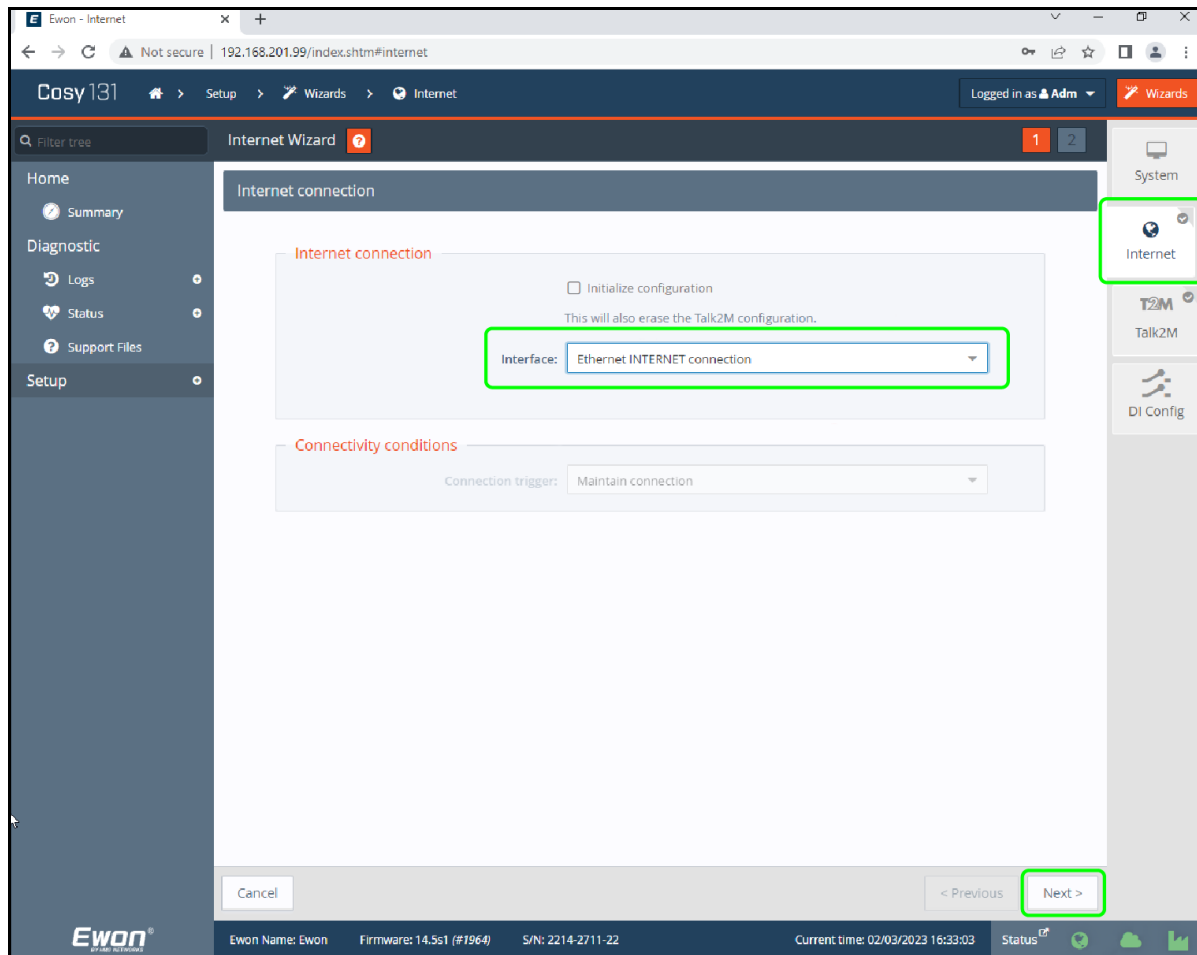 Ewon - Internet
Not secure | 192.168.201.99/index.shtm#internet
Cosy 131 > Setup > Wizards > Internet
Logged in as Adm
Wizards
Filter tree
Internet Wizard
1 2
System
Home
Summary
Diagnostic
Logs
Status
Support Files
Setup
Internet connection
Internet connection
Initialize configuration
This will also erase the Talk2M configuration.
Interface: Ethernet INTERNET connection
Connectivity conditions
Connection trigger: Maintain connection
Internet
T2M
Talk2M
DI Config
Cancel
< Previous
Next >
Ewon®
BY HMS NETWORKS
Ewon Name: Ewon Firmware: 14.5s1 (#1964) S/N: 2214-2711-22 Current time: 02/03/2023 16:33:03 Status